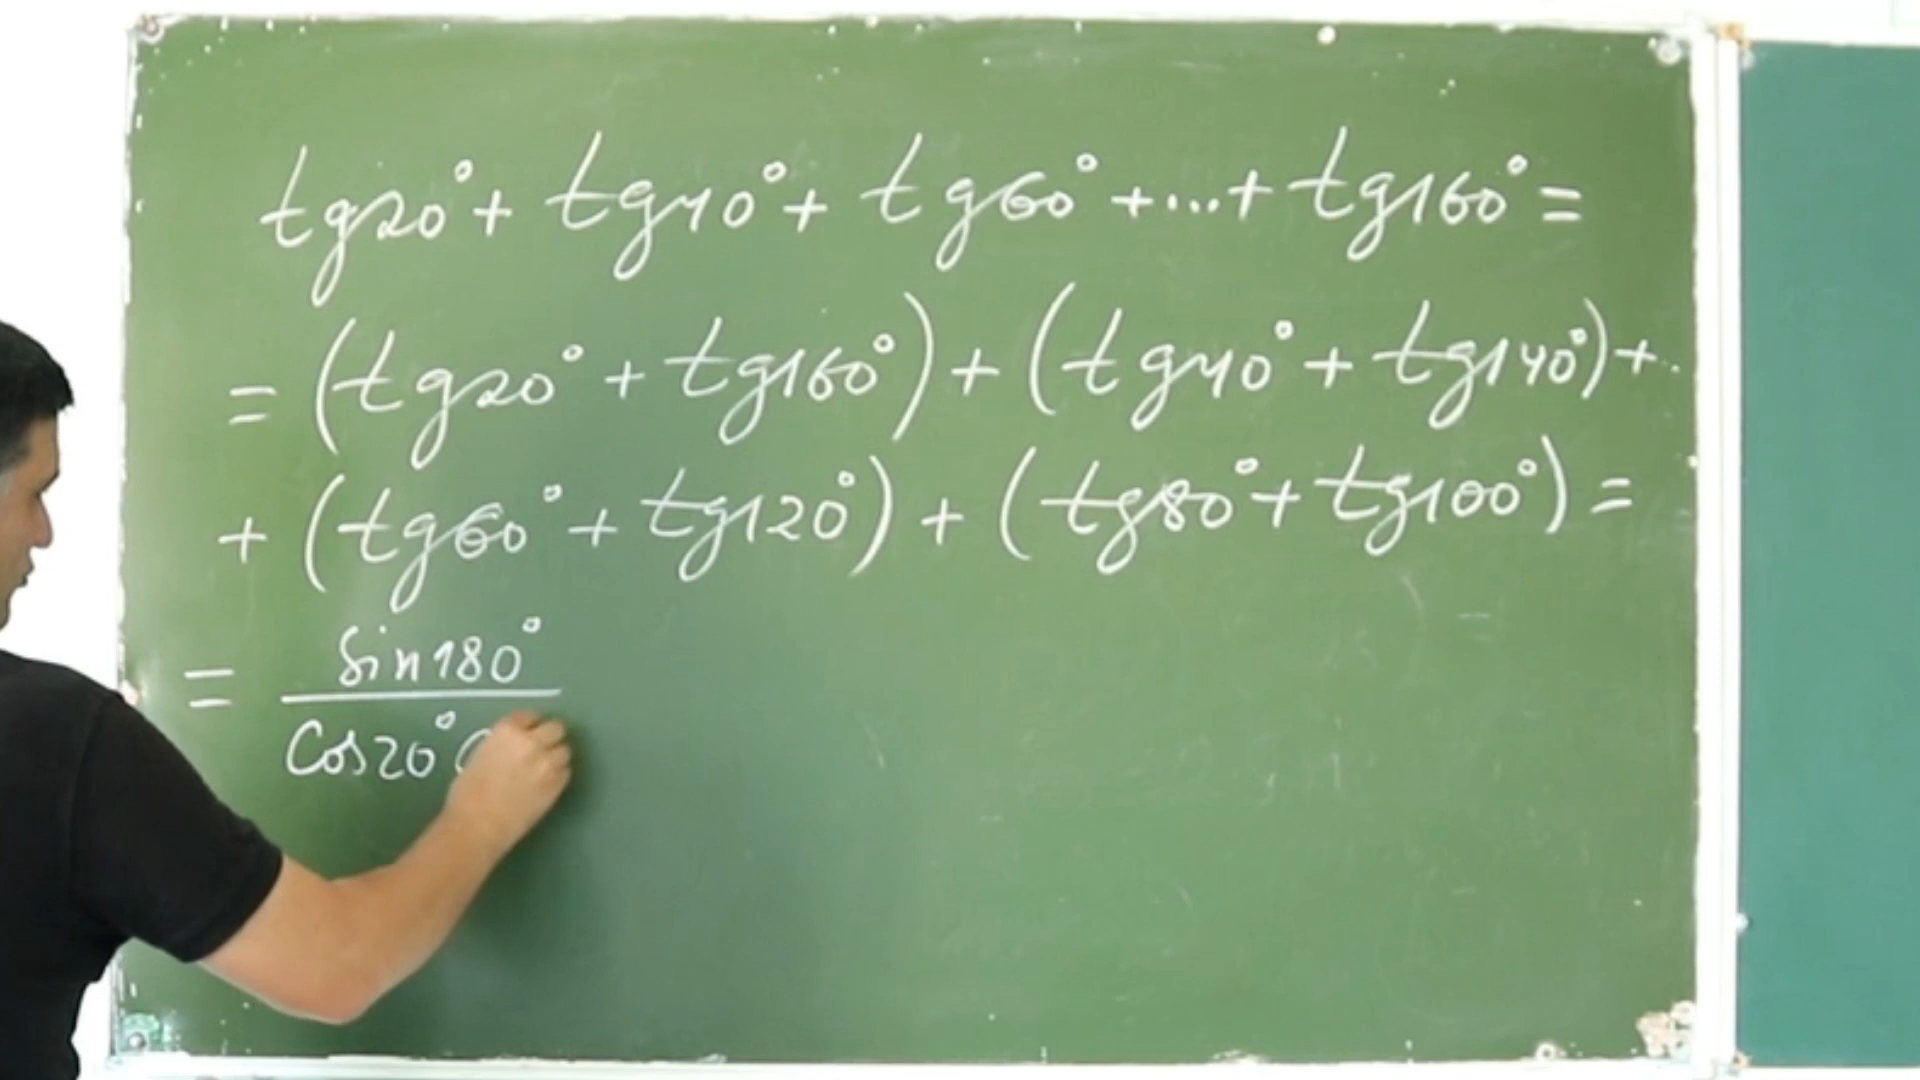 tg20° + tg40° + tg60° +...+ tg160° =
= (tg20° + tg160°) + (tg40° + tg140°) +
+ (tg60° + tg120°) + (tg80° + tg100°) =
= sin180°
cos20°